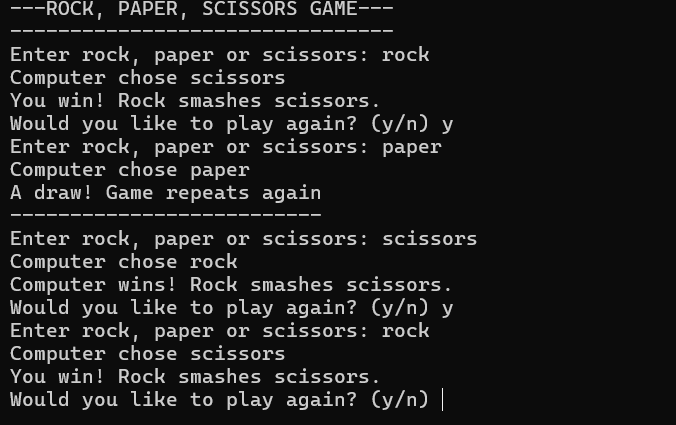 ---ROCK, PAPER, SCISSORS GAME---
--------------------------------
Enter rock, paper or scissors: rock
Computer chose scissors
You win! Rock smashes scissors.
Would you like to play again? (y/n) y
Enter rock, paper or scissors: paper
Computer chose paper
A draw! Game repeats again
--------------------------
Enter rock, paper or scissors: scissors
Computer chose rock
Computer wins! Rock smashes scissors.
Would you like to play again? (y/n) y
Enter rock, paper or scissors: rock
Computer chose scissors
You win! Rock smashes scissors.
Would you like to play again? (y/n)